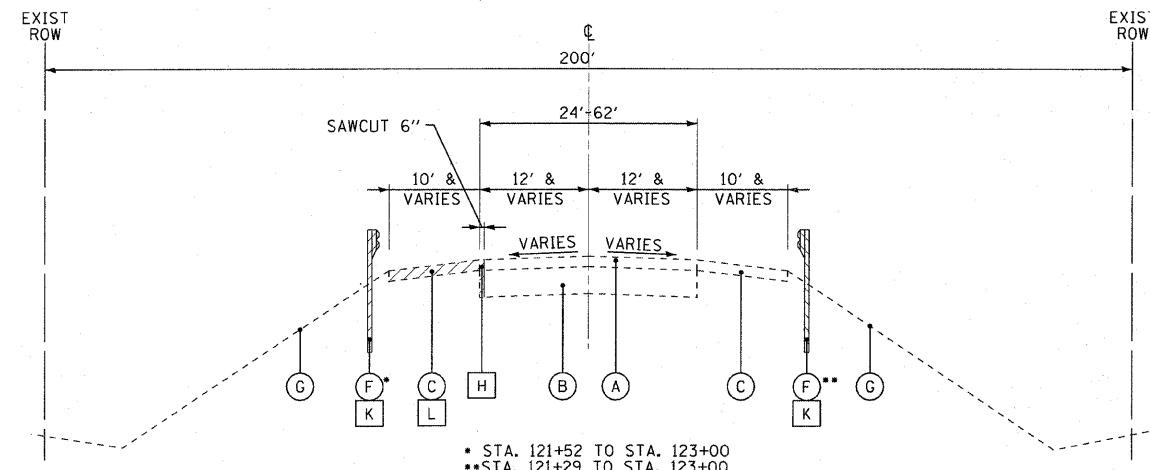 EXIST
ROW
EXIST
ROW
℄
200'
24'-62'
SAWCUT 6"
10' &
VARIES
12' &
VARIES
12' &
VARIES
10' &
VARIES
VARIES
VARIES
G
F*
C
H
B
A
C
F**
G
K
L
K
* STA. 121+52 TO STA. 123+00
**STA. 121+29 TO STA. 123+00